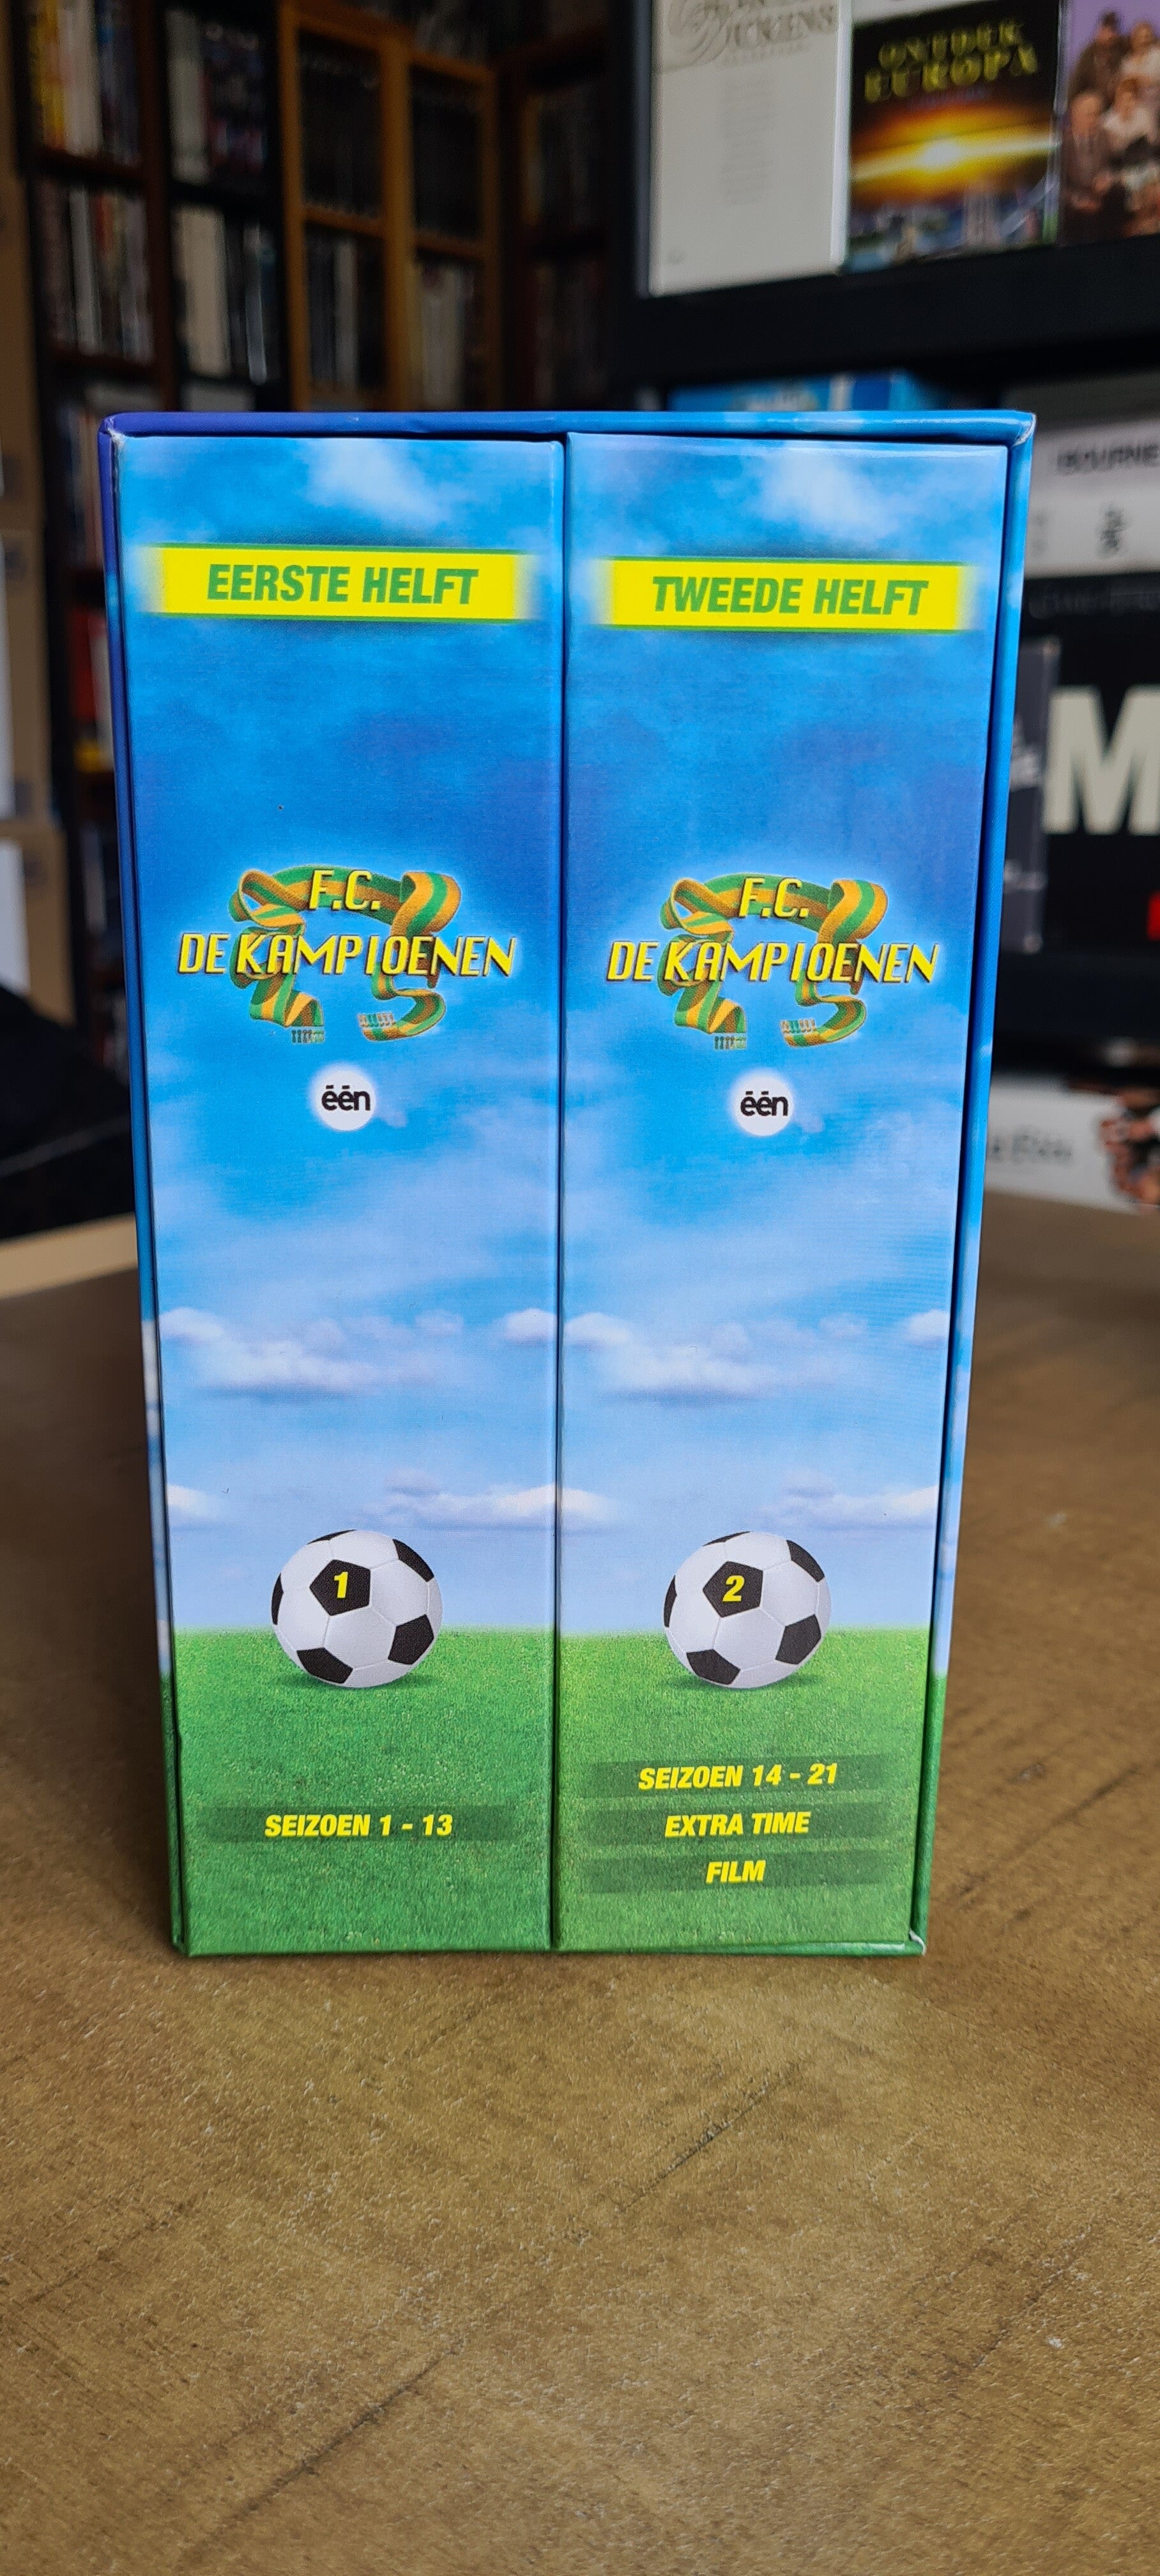 ONTDEK
EUROPA
BOURNE
M
EERSTE HELFT
F.C.
DE KAMPIOENEN
één
1
SEIZOEN 1 - 13
TWEEDE HELFT
F.C.
DE KAMPIOENEN
één
2
SEIZOEN 14 - 21
EXTRA TIME
FILM